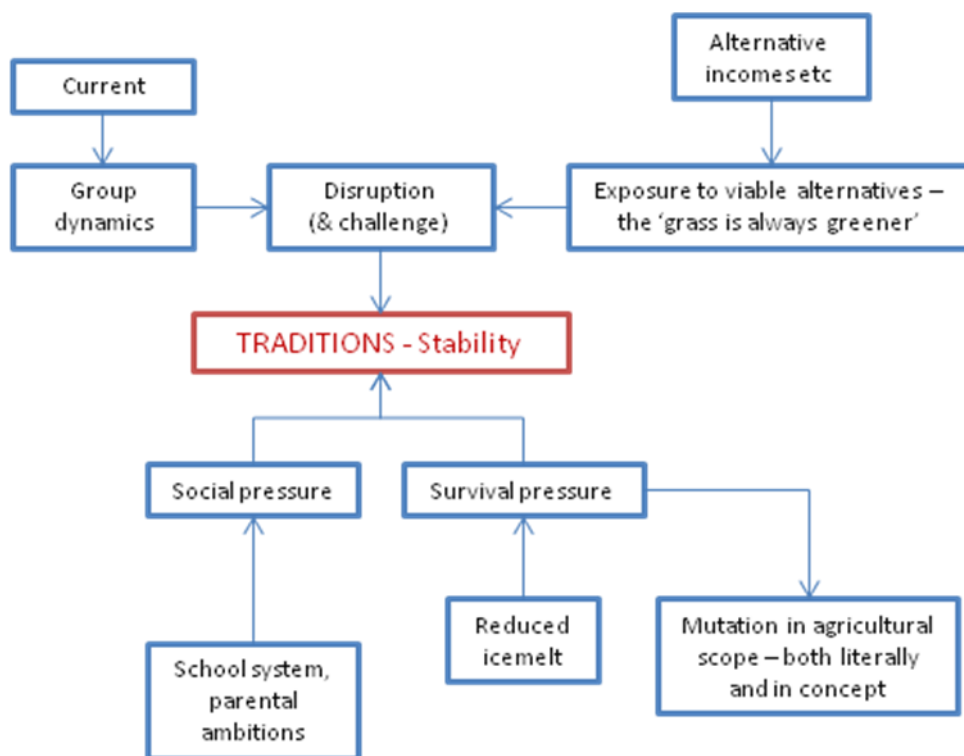 Alternative
incomes etc
Current
Group
dynamics
Disruption
(& challenge)
Exposure to viable alternatives –
the ‘grass is always greener’
TRADITIONS - Stability
Social pressure
Survival pressure
School system,
parental
ambitions
Reduced
icemelt
Mutation in agricultural
scope – both literally
and in concept